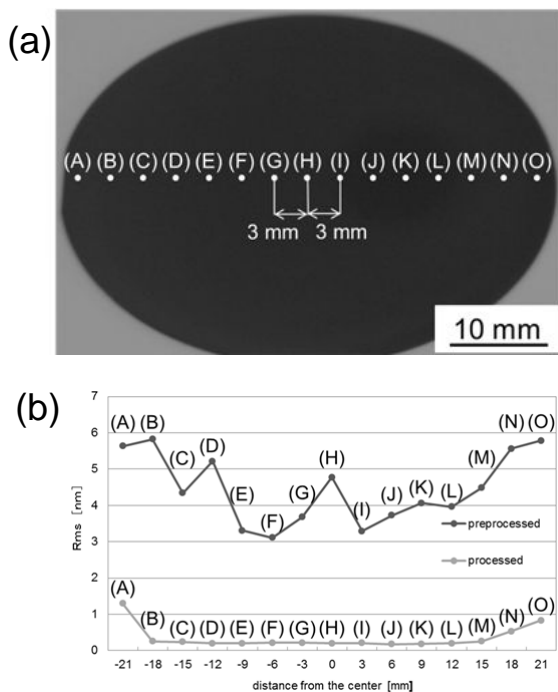 (a)
(A) (B) (C) (D) (E) (F) (G) (H) (I) (J) (K) (L) (M) (N) (O)
3 mm 3 mm
10 mm
(b)
7
6
5
4
3
2
1
0
Rms [nm]
(A) (B) (C) (D) (E) (F) (G) (H) (I) (J) (K) (L) (M) (N) (O)
preprocessed
processed
(A) (B) (C) (D) (E) (F) (G) (H) (I) (J) (K) (L) (M) (N) (O)
-21 -18 -15 -12 -9 -6 -3 0 3 6 9 12 15 18 21
distance from the center [mm]